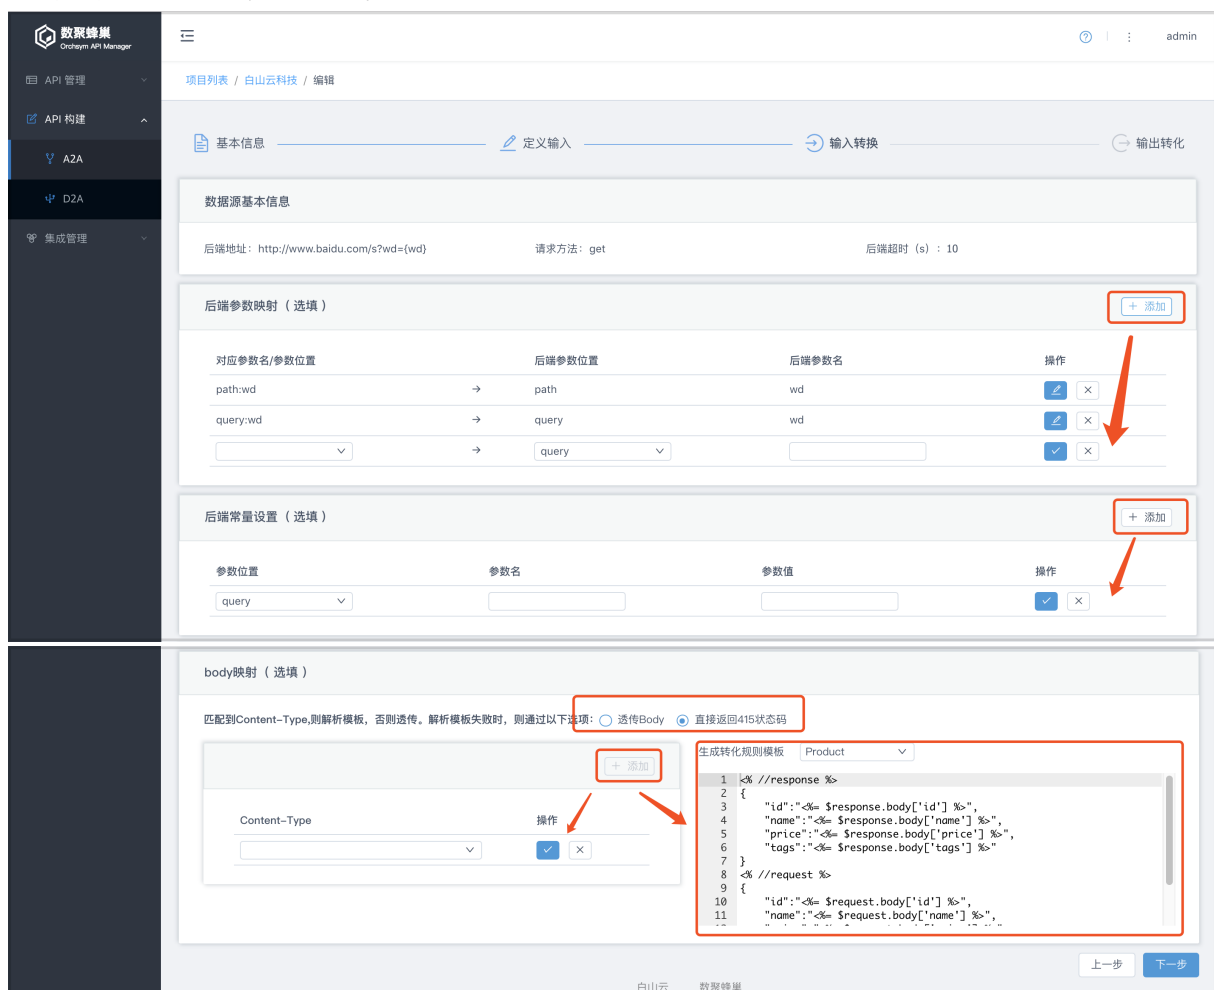 数聚蜂巢
Orchsym API Manager
admin
API 管理
项目列表 / 白山云科技 / 编辑
API 构建
基本信息
定义输入
输入转换
输出转化
A2A
D2A
集成管理
数据源基本信息
后端地址：http://www.baidu.com/s?wd={wd}
请求方法：get
后端超时（s）：10
后端参数映射（选填）
+ 添加
对应参数名/参数位置
后端参数位置
后端参数名
操作
path:wd → path wd
query:wd → query wd
→ query
后端常量设置（选填）
+ 添加
参数位置
参数名
参数值
操作
query
body映射（选填）
匹配到Content-Type,则解析模板，否则透传。解析模板失败时，则通过以下选项： 透传Body 直接返回415状态码
+ 添加
Content-Type
操作
生成转化规则模板 Product
1 <% //response %>
2 {
3 "id":"<%= $response.body['id'] %>",
4 "name":"<%= $response.body['name'] %>",
5 "price":"<%= $response.body['price'] %>",
6 "tags":"<%= $response.body['tags'] %>"
7 }
8 <% //request %>
9 {
10 "id":"<%= $request.body['id'] %>",
11 "name":"<%= $request.body['name'] %>",
上一步
下一步
白山云
数聚蜂巢